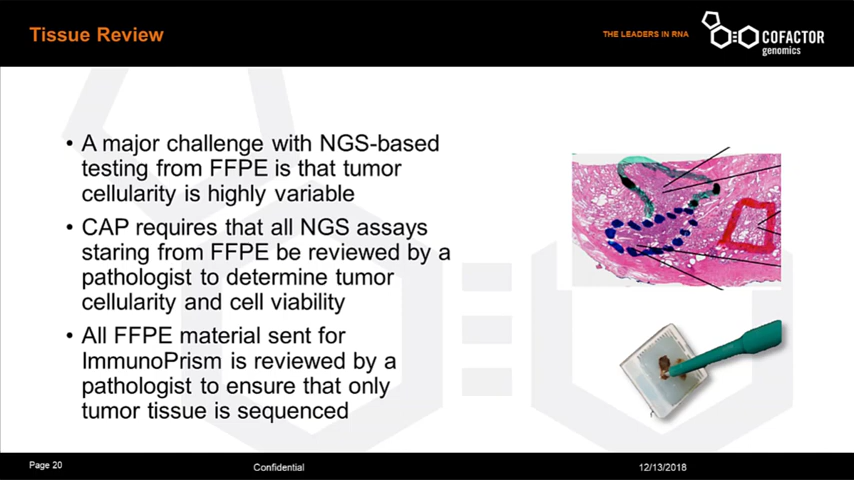 Tissue Review
THE LEADERS IN RNA
COFACTOR
genomics
• A major challenge with NGS-based
testing from FFPE is that tumor
cellularity is highly variable
• CAP requires that all NGS assays
staring from FFPE be reviewed by a
pathologist to determine tumor
cellularity and cell viability
• All FFPE material sent for
ImmunoPrism is reviewed by a
pathologist to ensure that only
tumor tissue is sequenced
Page 20
Confidential
12/13/2018